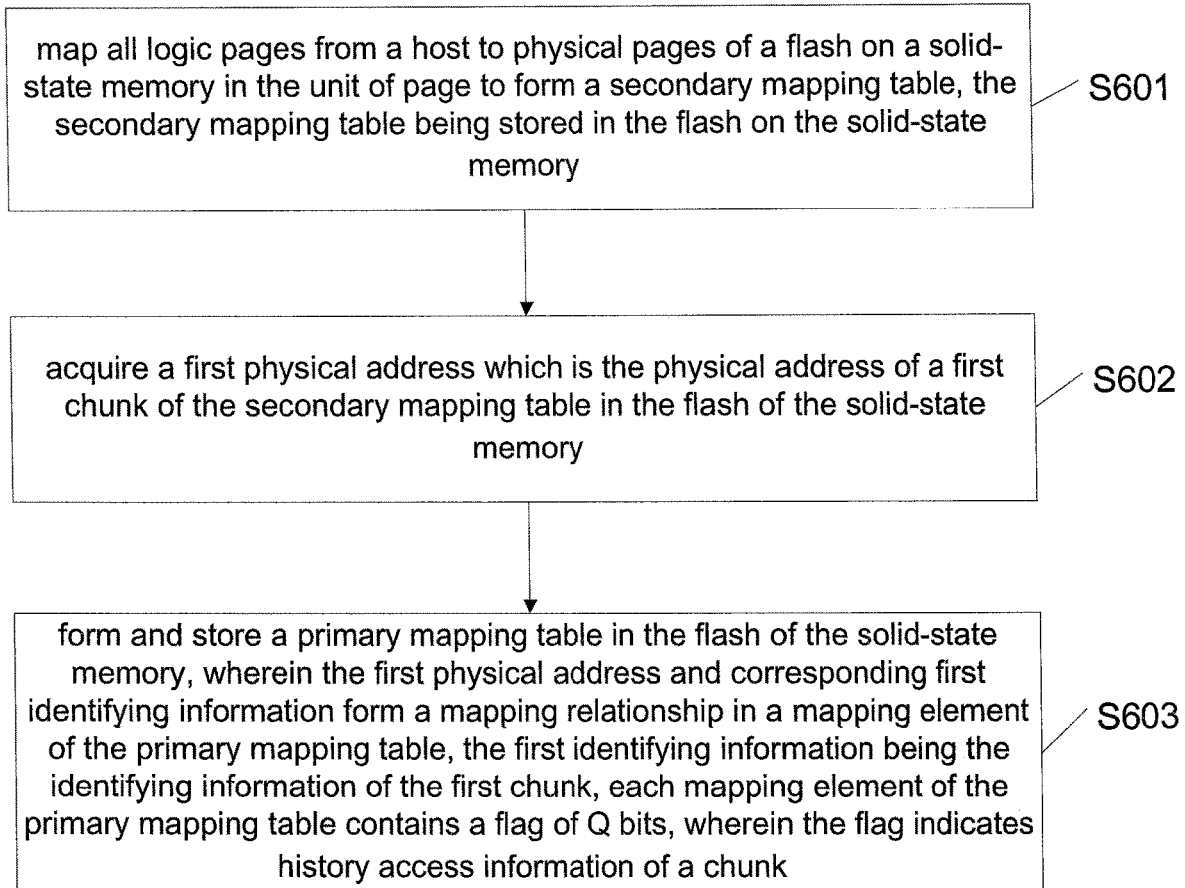 map all logic pages from a host to physical pages of a flash on a solid-
state memory in the unit of page to form a secondary mapping table, the
secondary mapping table being stored in the flash on the solid-state
memory
S601
acquire a first physical address which is the physical address of a first
chunk of the secondary mapping table in the flash of the solid-state
memory
S602
form and store a primary mapping table in the flash of the solid-state
memory, wherein the first physical address and corresponding first
identifying information form a mapping relationship in a mapping element
of the primary mapping table, the first identifying information being the
identifying information of the first chunk, each mapping element of the
primary mapping table contains a flag of Q bits, wherein the flag indicates
history access information of a chunk
S603